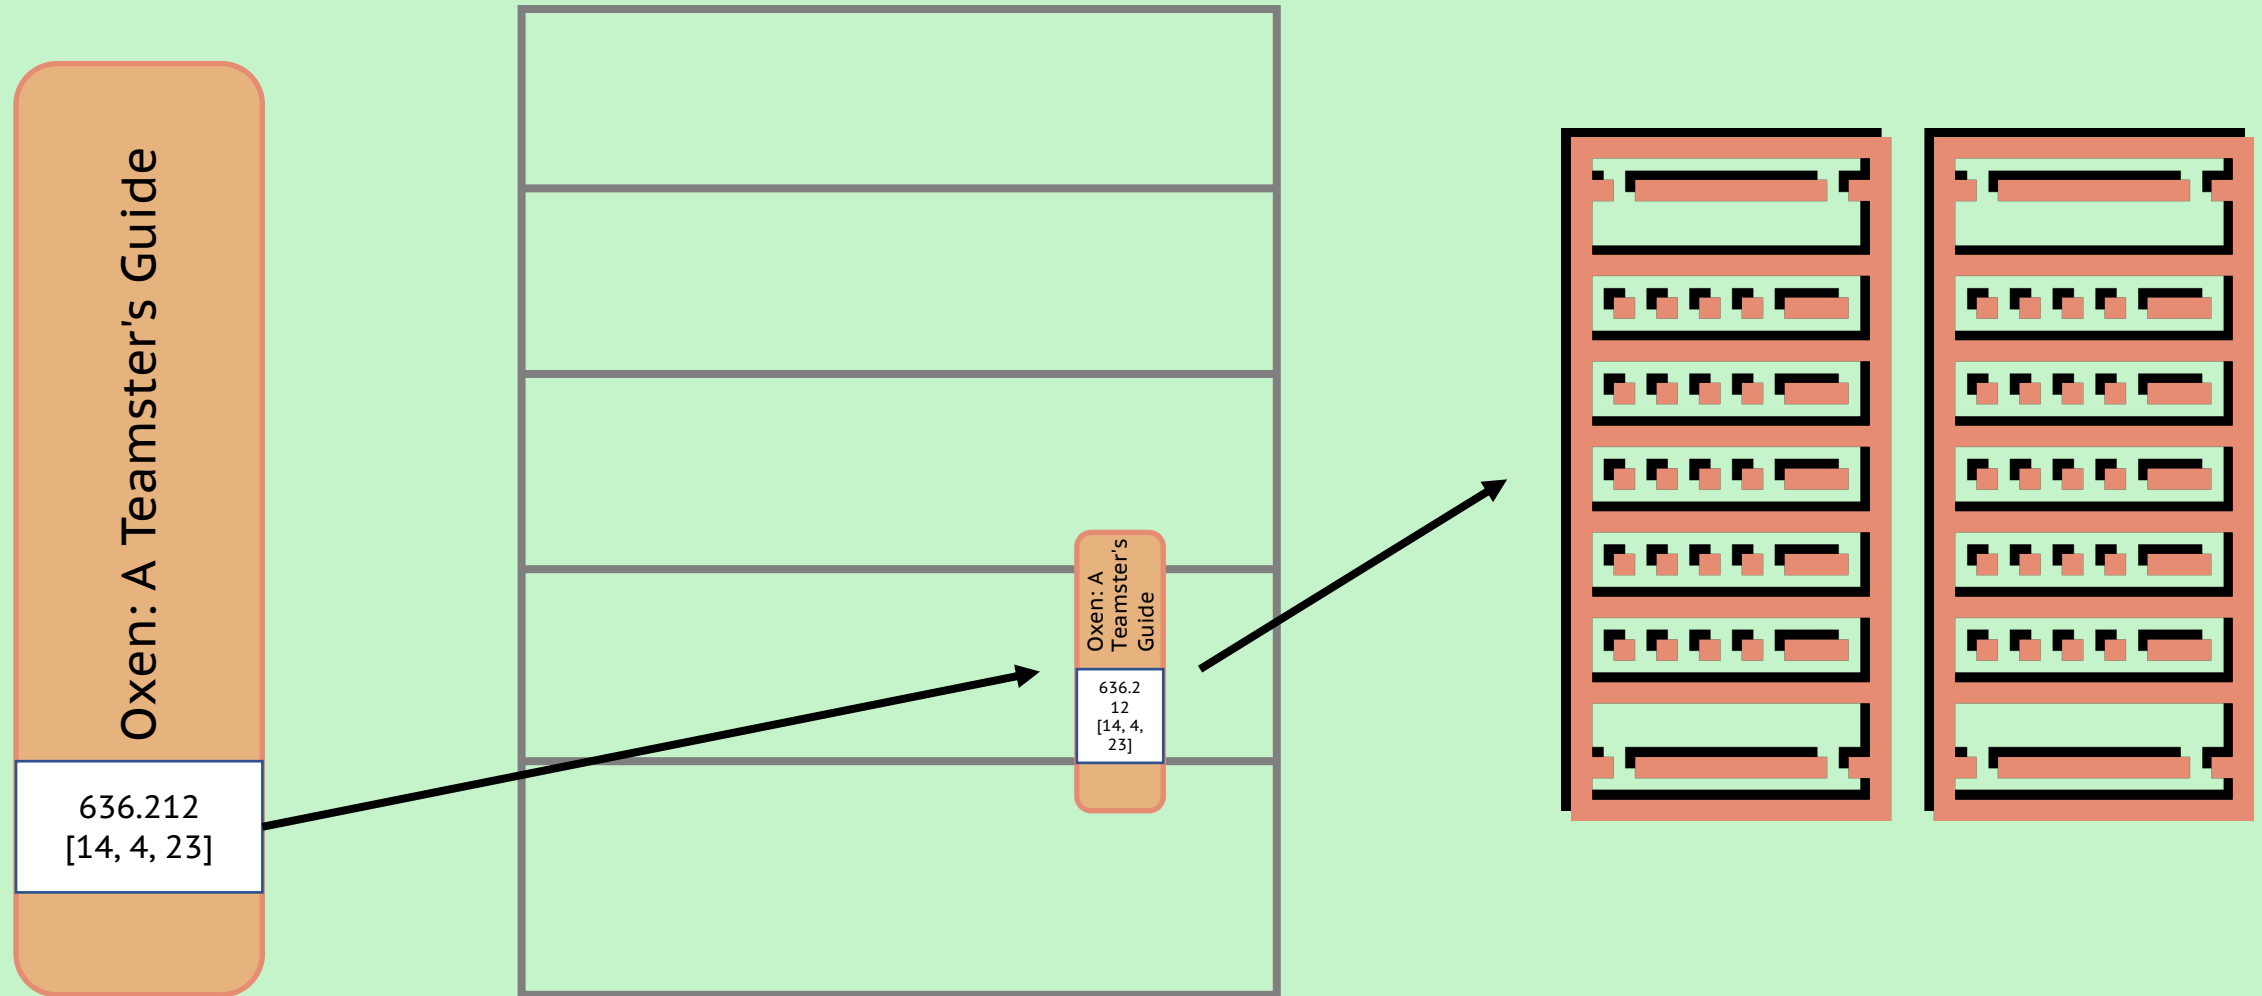 Oxen: A Teamster's Guide
636.212
[14, 4, 23]
Oxen: A
Teamster's
Guide
636.2
12
[14, 4,
23]